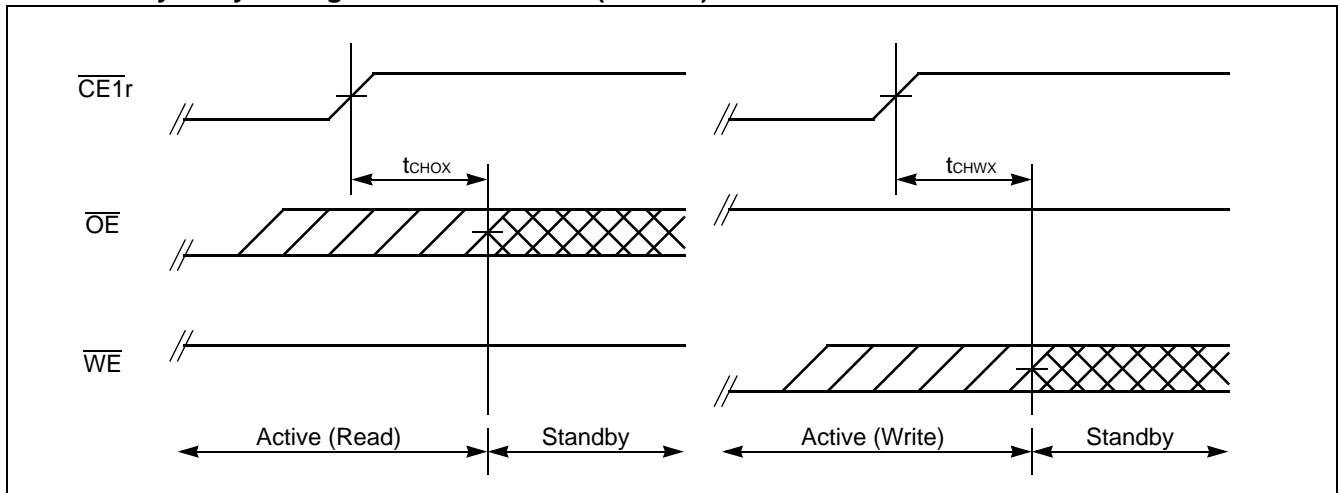 CE1r
tCHOX
tCHWX
OE
WE
Active (Read)
Standby
Active (Write)
Standby